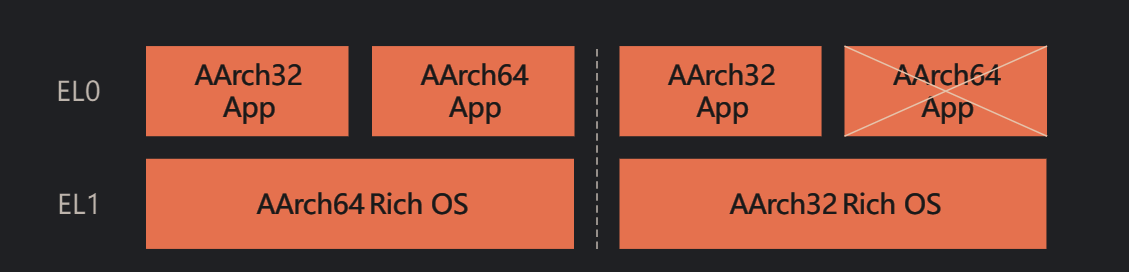 EL0
AArch32
App
AArch64
App
AArch32
App
AArch64
App
EL1
AArch64 Rich OS
AArch32 Rich OS